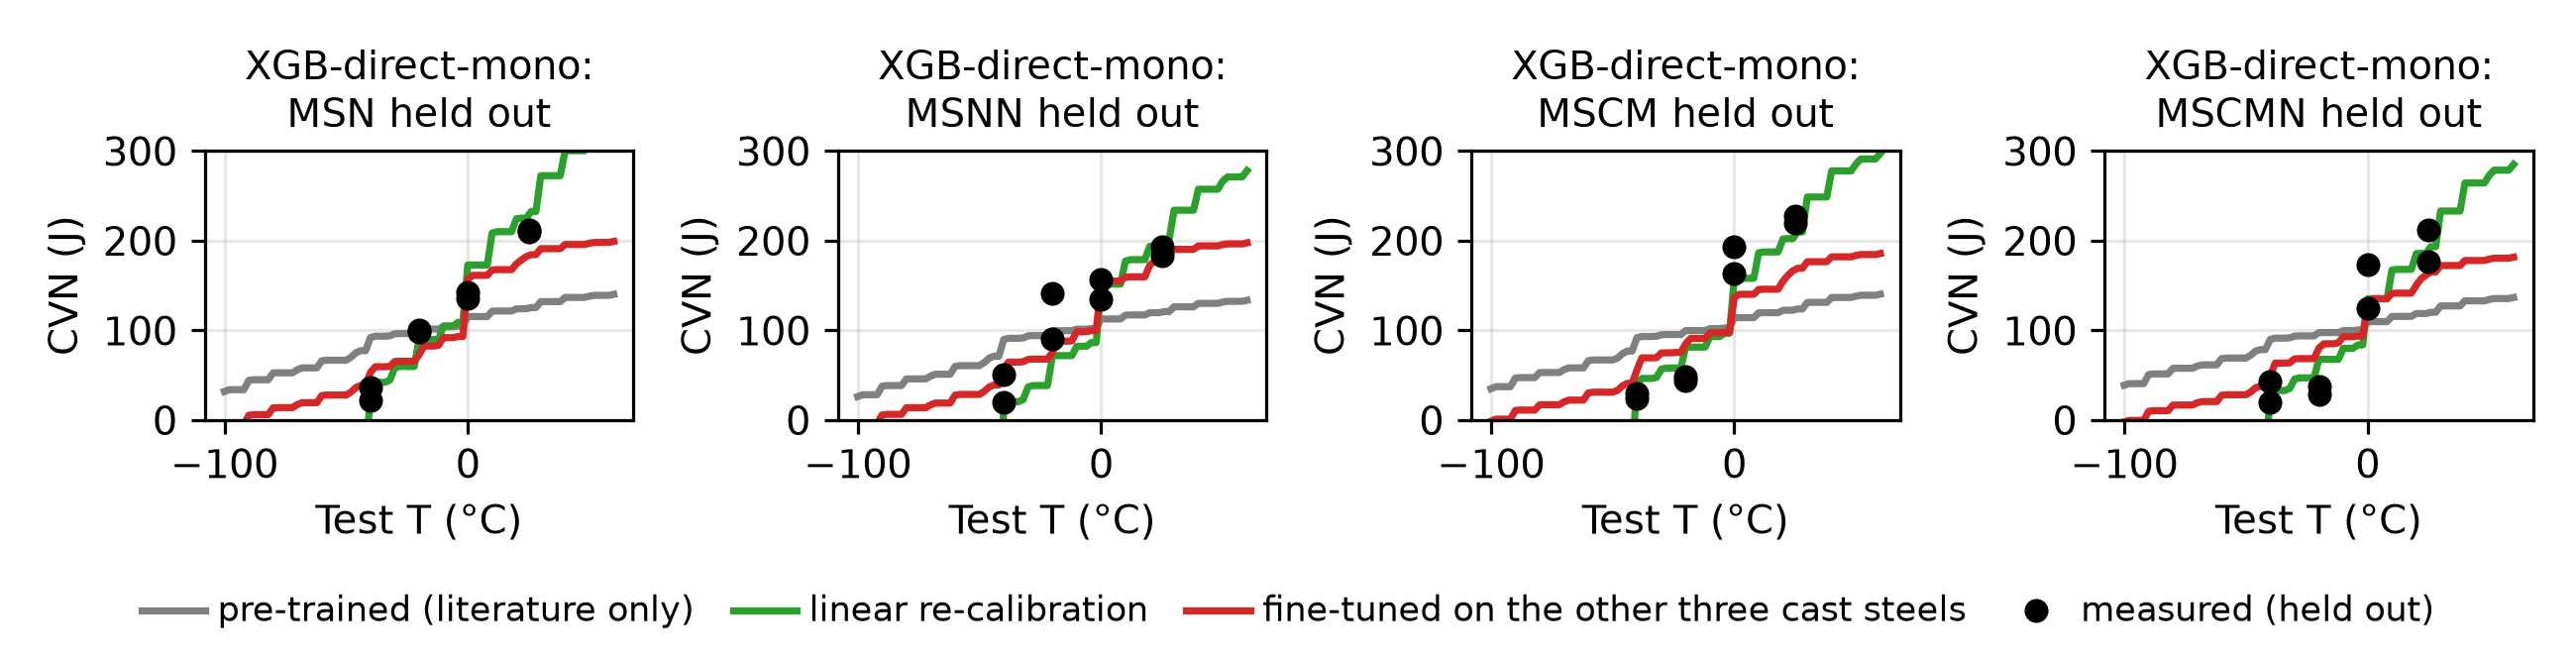 XGB-direct-mono:
MSN held out
XGB-direct-mono:
MSNN held out
XGB-direct-mono:
MSCM held out
XGB-direct-mono:
MSCMN held out
CVN (J)
300
200
100
0
−100
0
Test T (°C)
CVN (J)
300
200
100
0
−100
0
Test T (°C)
CVN (J)
300
200
100
0
−100
0
Test T (°C)
CVN (J)
300
200
100
0
−100
0
Test T (°C)
pre-trained (literature only)
linear re-calibration
fine-tuned on the other three cast steels
measured (held out)